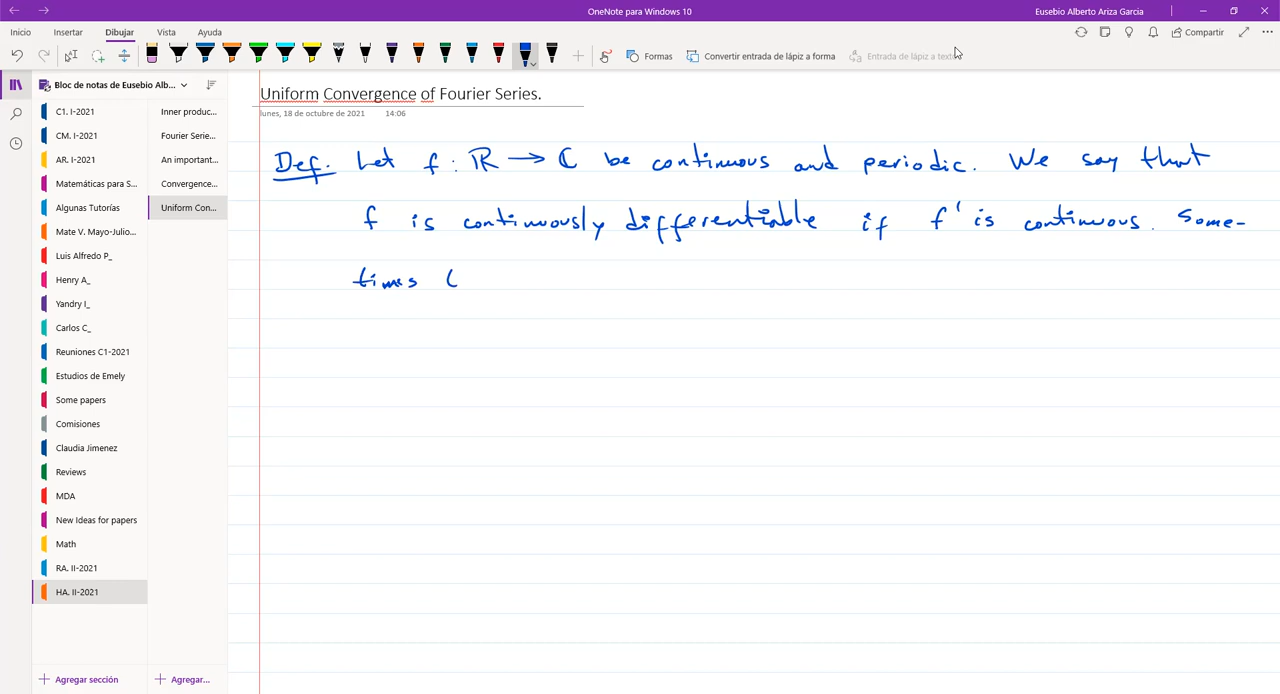 OneNote para Windows 10
Eusebio Alberto Ariza Garcia
Inicio
Insertar
Dibujar
Vista
Ayuda
Compartir
Formas
Convertir entrada de lápiz a forma
Entrada de lápiz a texto
Bloc de notas de Eusebio Alb...
C1. I-2021
CM. I-2021
AR. I-2021
Matemáticas para S...
Algunas Tutorías
Mate V. Mayo-Julio...
Luis Alfredo P_
Henry A_
Yandry I_
Carlos C_
Reuniones C1-2021
Estudios de Emely
Some papers
Comisiones
Claudia Jimenez
Reviews
MDA
New Ideas for papers
Math
RA. II-2021
HA. II-2021
Agregar sección
Inner produc...
Fourier Serie...
An important...
Convergence...
Uniform Con...
Agregar...
Uniform Convergence of Fourier Series.
lunes, 18 de octubre de 2021 14:06
Def. Let f : ℝ → ℂ be continuous and periodic. We say that
f is continuously differentiable if f' is continuous. Some-
times (